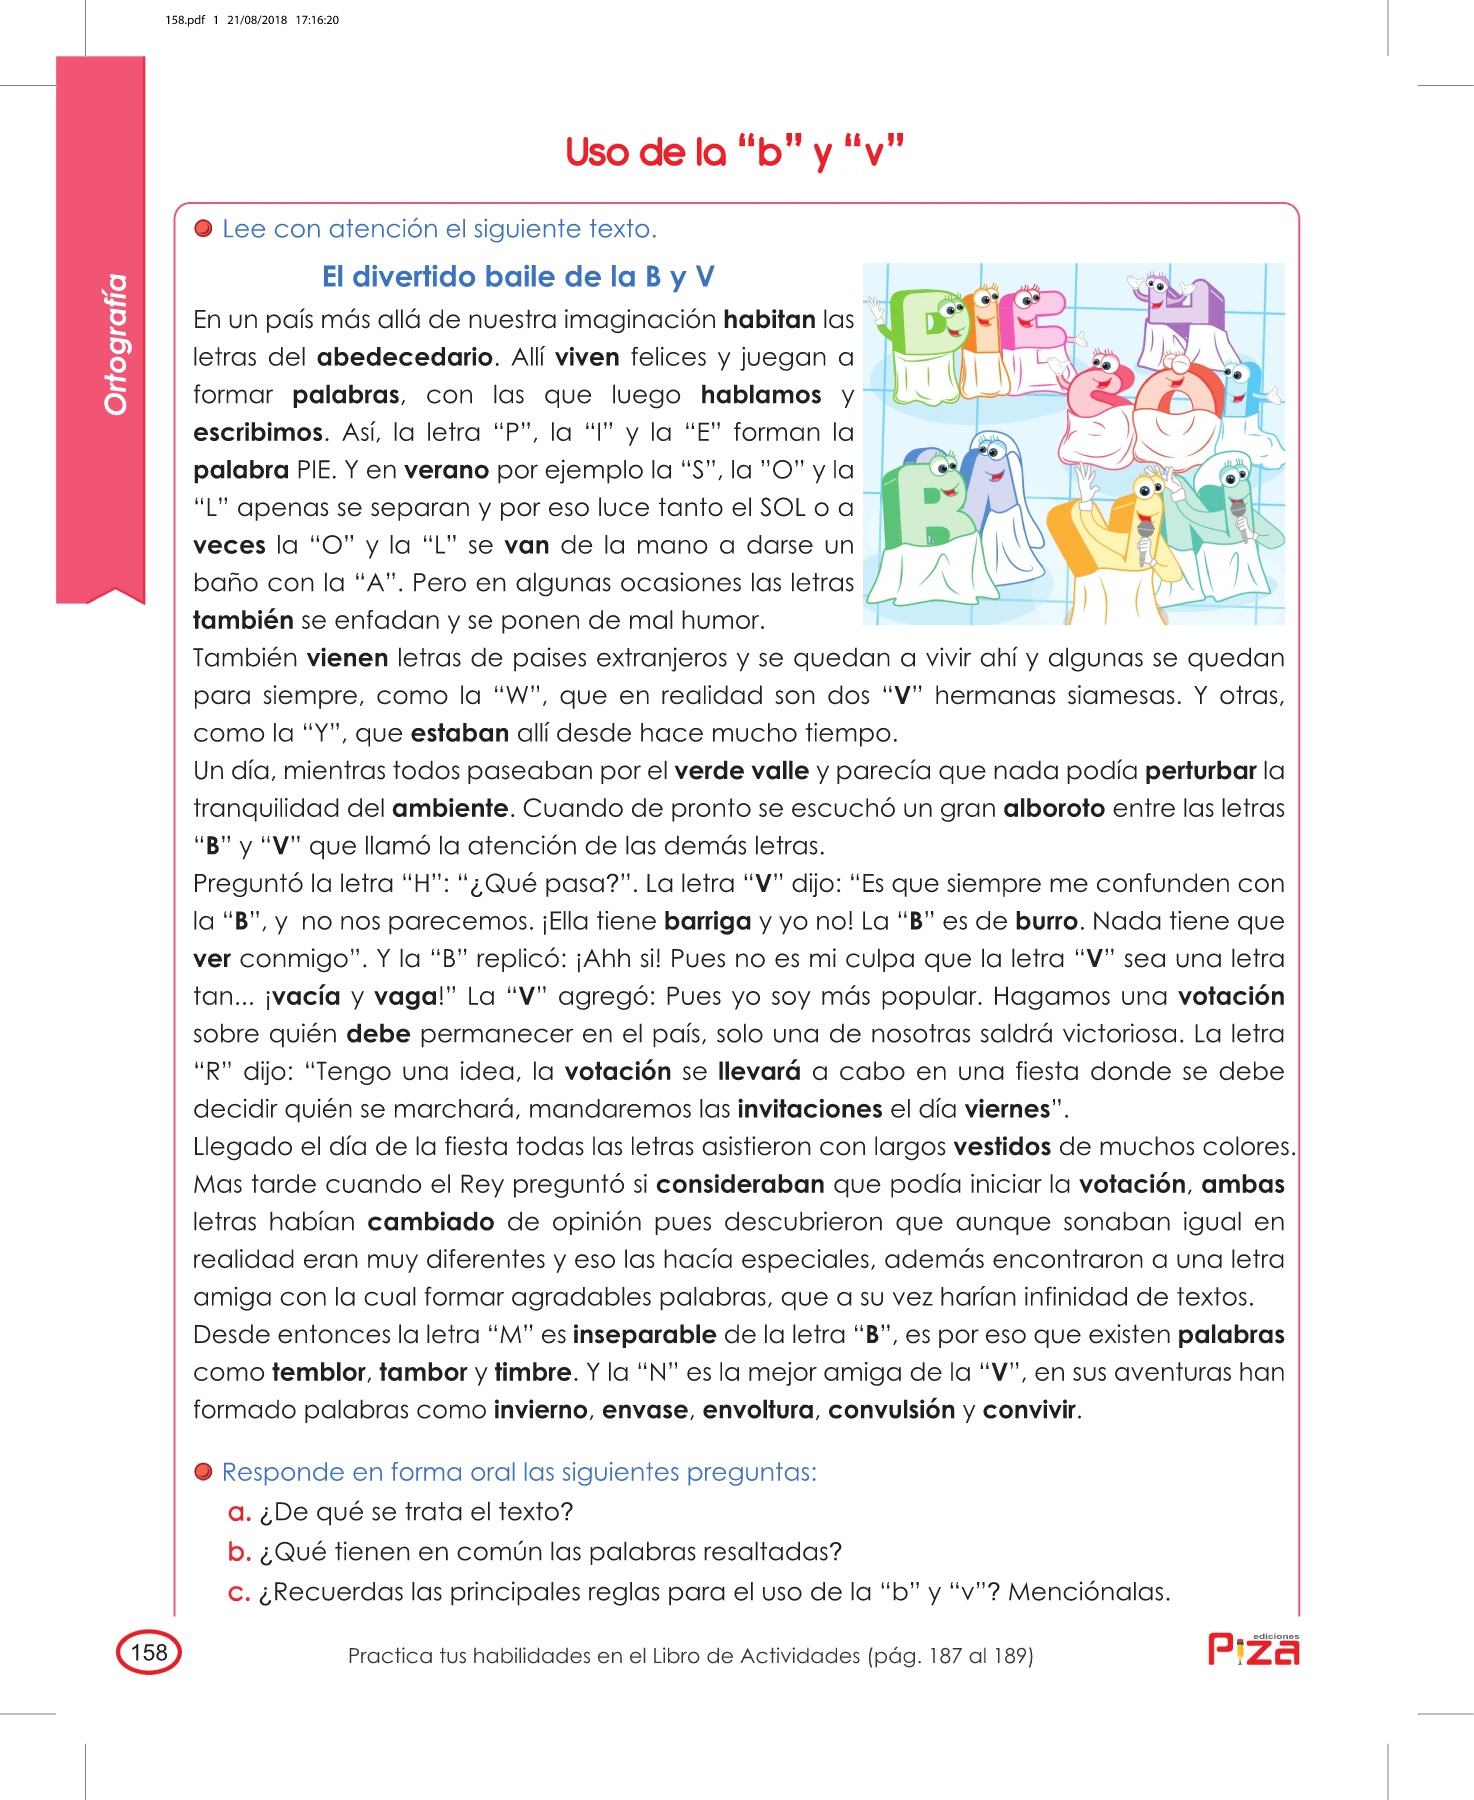 158.pdf 1 21/08/2018 17:16:20
Ortografía
Uso de la “b” y “v”
Lee con atención el siguiente texto.
El divertido baile de la B y V
En un país más allá de nuestra imaginación habitan las
letras del abedecedario. Allí viven felices y juegan a
formar palabras, con las que luego hablamos y
escribimos. Así, la letra “P”, la “I” y la “E” forman la
palabra PIE. Y en verano por ejemplo la “S”, la ”O” y la
“L” apenas se separan y por eso luce tanto el SOL o a
veces la “O” y la “L” se van de la mano a darse un
baño con la “A”. Pero en algunas ocasiones las letras
también se enfadan y se ponen de mal humor.
También vienen letras de paises extranjeros y se quedan a vivir ahí y algunas se quedan
para siempre, como la “W”, que en realidad son dos “V” hermanas siamesas. Y otras,
como la “Y”, que estaban allí desde hace mucho tiempo.
Un día, mientras todos paseaban por el verde valle y parecía que nada podía perturbar la
tranquilidad del ambiente. Cuando de pronto se escuchó un gran alboroto entre las letras
“B” y “V” que llamó la atención de las demás letras.
Preguntó la letra “H”: “¿Qué pasa?”. La letra “V” dijo: “Es que siempre me confunden con
la “B”, y no nos parecemos. ¡Ella tiene barriga y yo no! La “B” es de burro. Nada tiene que
ver conmigo”. Y la “B” replicó: ¡Ahh si! Pues no es mi culpa que la letra “V” sea una letra
tan... ¡vacía y vaga!” La “V” agregó: Pues yo soy más popular. Hagamos una votación
sobre quién debe permanecer en el país, solo una de nosotras saldrá victoriosa. La letra
“R” dijo: “Tengo una idea, la votación se llevará a cabo en una fiesta donde se debe
decidir quién se marchará, mandaremos las invitaciones el día viernes”.
Llegado el día de la fiesta todas las letras asistieron con largos vestidos de muchos colores.
Mas tarde cuando el Rey preguntó si consideraban que podía iniciar la votación, ambas
letras habían cambiado de opinión pues descubrieron que aunque sonaban igual en
realidad eran muy diferentes y eso las hacía especiales, además encontraron a una letra
amiga con la cual formar agradables palabras, que a su vez harían infinidad de textos.
Desde entonces la letra “M” es inseparable de la letra “B”, es por eso que existen palabras
como temblor, tambor y timbre. Y la “N” es la mejor amiga de la “V”, en sus aventuras han
formado palabras como invierno, envase, envoltura, convulsión y convivir.
Responde en forma oral las siguientes preguntas:
a. ¿De qué se trata el texto?
b. ¿Qué tienen en común las palabras resaltadas?
c. ¿Recuerdas las principales reglas para el uso de la “b” y “v”? Menciónalas.
158
Practica tus habilidades en el Libro de Actividades (pág. 187 al 189)
ediciones
Piza